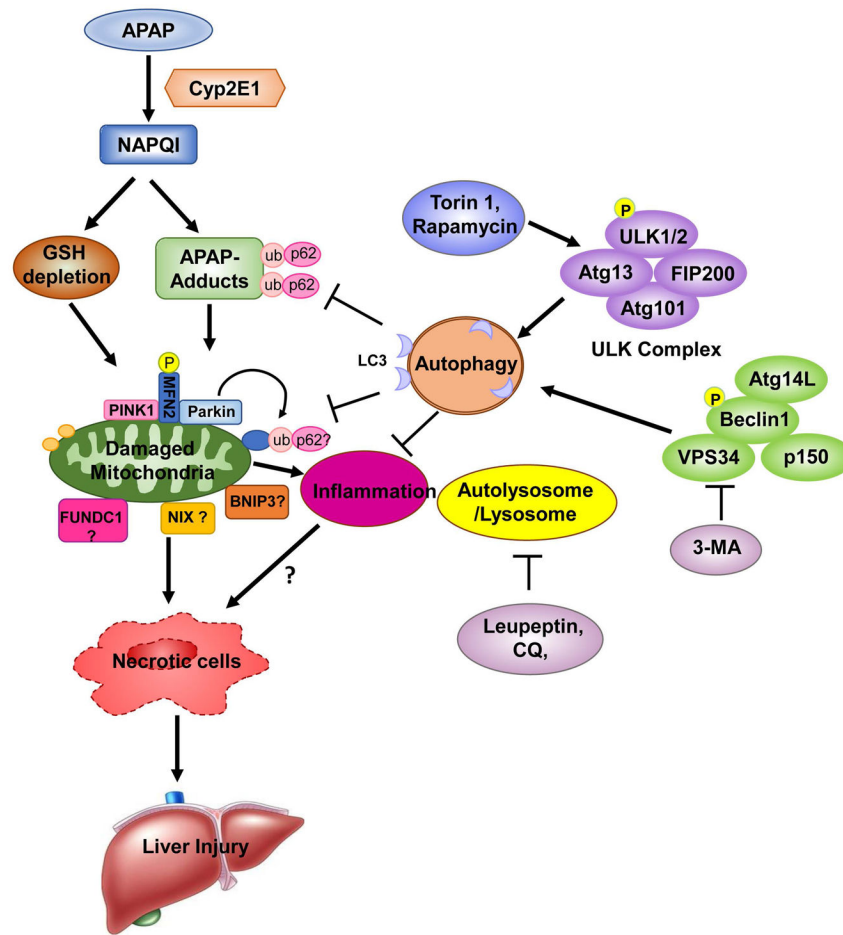 APAP
Cyp2E1
NAPQI
GSH
depletion
APAP-
Adducts
ub
p62
ub
p62
Torin 1,
Rapamycin
P
ULK1/2
Atg13
FIP200
Atg101
ULK Complex
LC3
Autophagy
P
MFN2
PINK1
Parkin
ub
p62?
Damaged
Mitochondria
FUNDC1
?
NIX ?
BNIP3?
Inflammation
Autolysosome
/Lysosome
Atg14L
P
Beclin1
VPS34
p150
3-MA
?
Leupeptin,
CQ,
Necrotic cells
Liver Injury